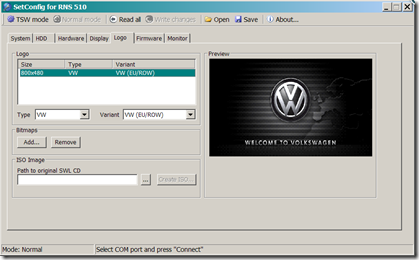 SetConfig for RNS 510
TSW mode Normal mode Read all Write changes Open Save About...
System HDD Hardware Display Logo Firmware Monitor
Logo
Size Type Variant
800x480 VW VW (EU/ROW)
Type VW Variant VW (EU/ROW)
Bitmaps
Add... Remove
ISO Image
Path to original SWL CD
... Create ISO...
Preview
WELCOME TO VOLKSWAGEN
Mode: Normal Select COM port and press "Connect"